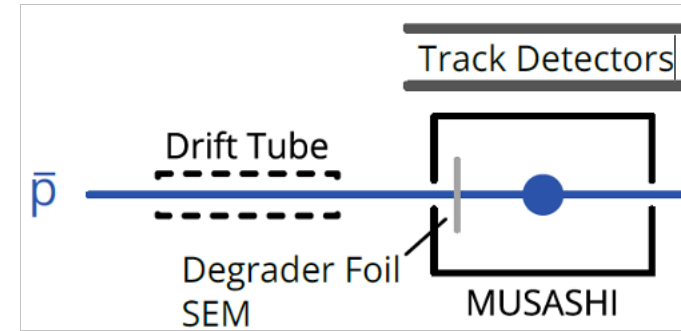 Track Detectors
Drift Tube
p̄
Degrader Foil
SEM
MUSASHI